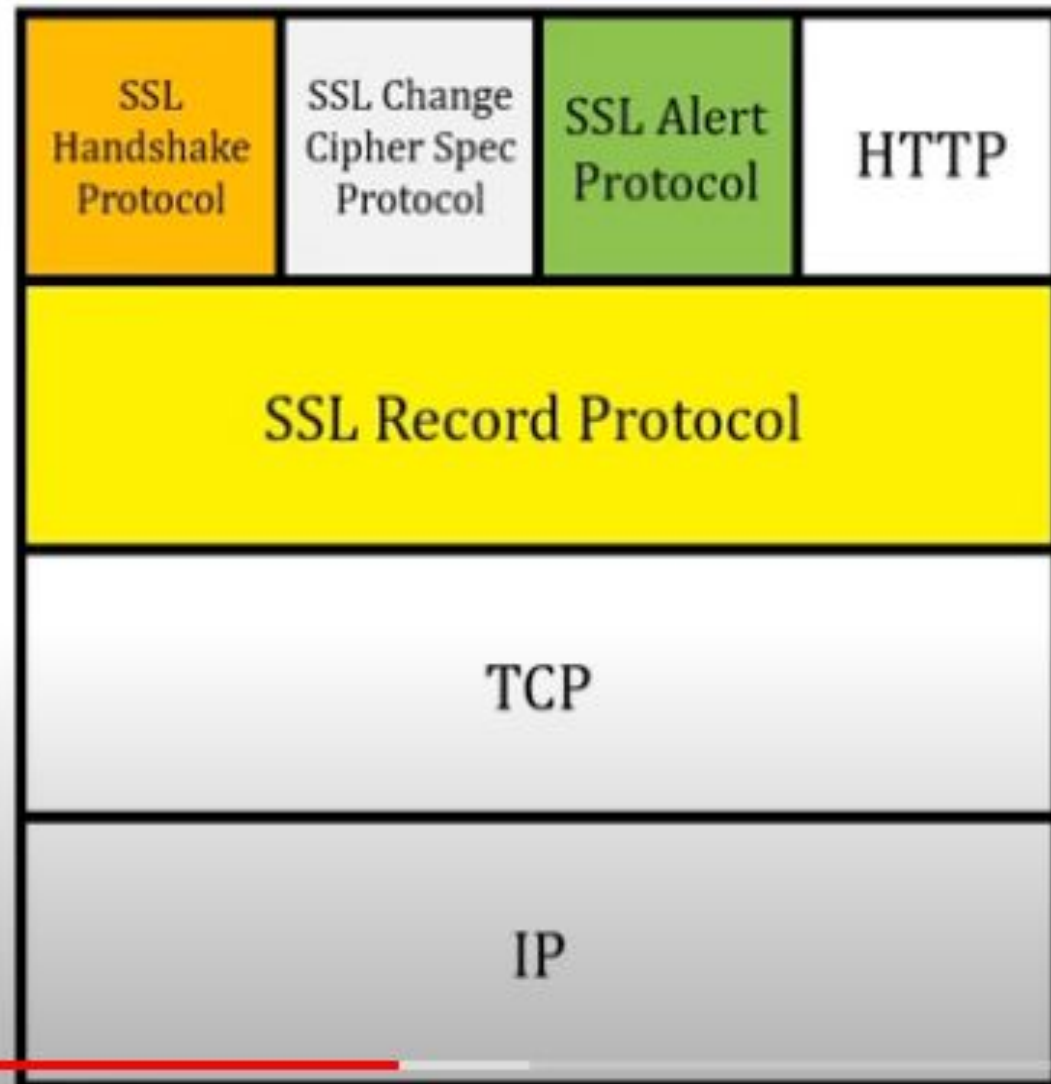 SSL
Handshake
Protocol
SSL Change
Cipher Spec
Protocol
SSL Alert
Protocol
HTTP
SSL Record Protocol
TCP
IP